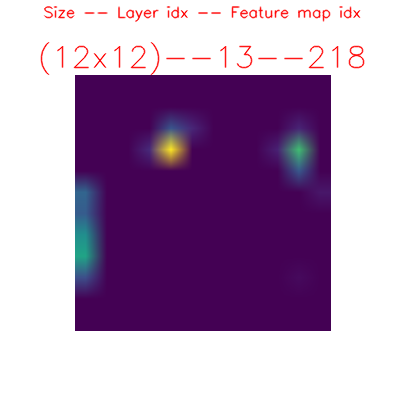 Size -- Layer idx -- Feature map idx
(12x12)--13--218